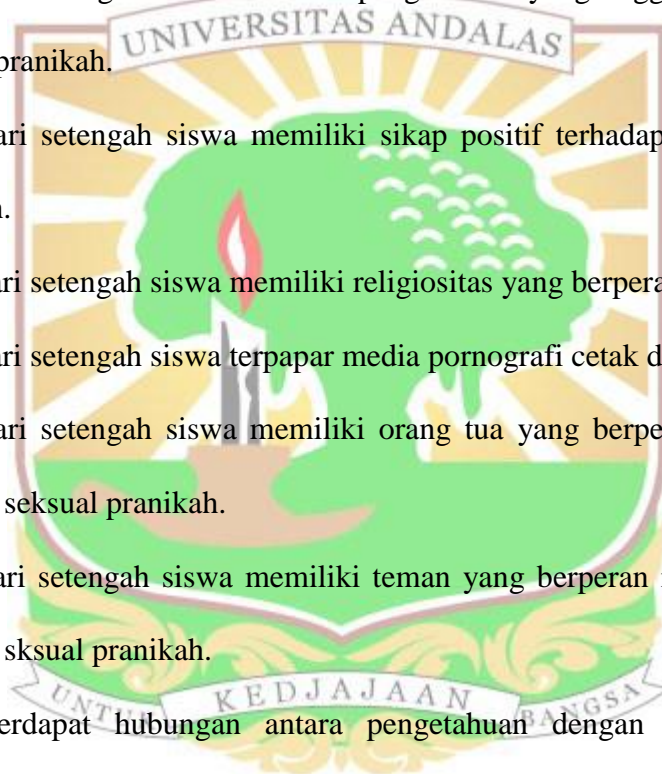 UNIVERSITAS ANDALAS
pranikah.
ari setengah siswa memiliki sikap positif terhadap
ari setengah siswa memiliki religiositas yang berpera
ari setengah siswa terpapar media pornografi cetak d
ari setengah siswa memiliki orang tua yang berpe
seksual pranikah.
ari setengah siswa memiliki teman yang berperan
sksual pranikah.
UNTUK KEDJAJAAN BANGSA
erdapat hubungan antara pengetahuan dengan